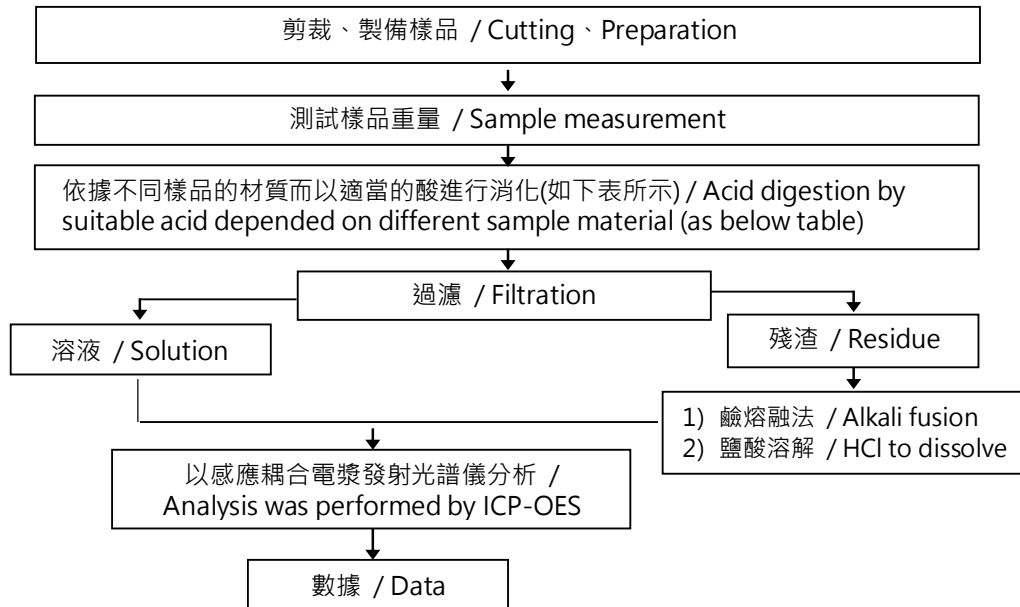 剪裁、製備樣品 / Cutting、Preparation
測試樣品重量 / Sample measurement
依據不同樣品的材質而以適當的酸進行消化(如下表所示) / Acid digestion by
suitable acid depended on different sample material (as below table)
過濾 / Filtration
溶液 / Solution
殘渣 / Residue
1) 鹼熔融法 / Alkali fusion
2) 鹽酸溶解 / HCl to dissolve
以感應耦合電漿發射光譜儀分析 /
Analysis was performed by ICP-OES
數據 / Data